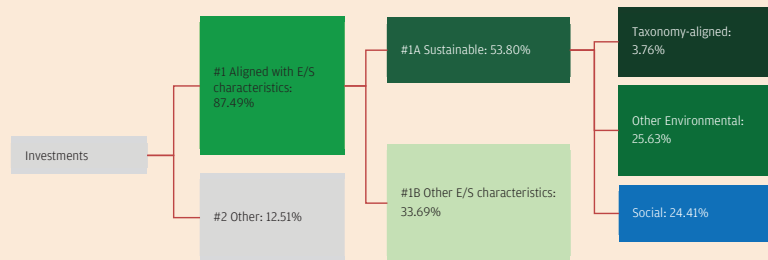 Investments
#1 Aligned with E/S
characteristics:
87.49%
#2 Other: 12.51%
#1A Sustainable: 53.80%
#1B Other E/S characteristics:
33.69%
Taxonomy-aligned:
3.76%
Other Environmental:
25.63%
Social: 24.41%